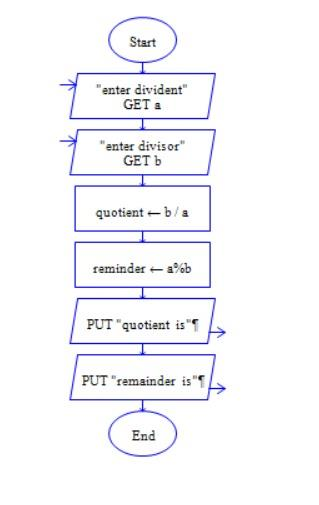 Start
"enter divident"
GET a
"enter divisor"
GET b
quotient ← b / a
reminder ← a%b
PUT "quotient is"¶
PUT "remainder is"¶
End